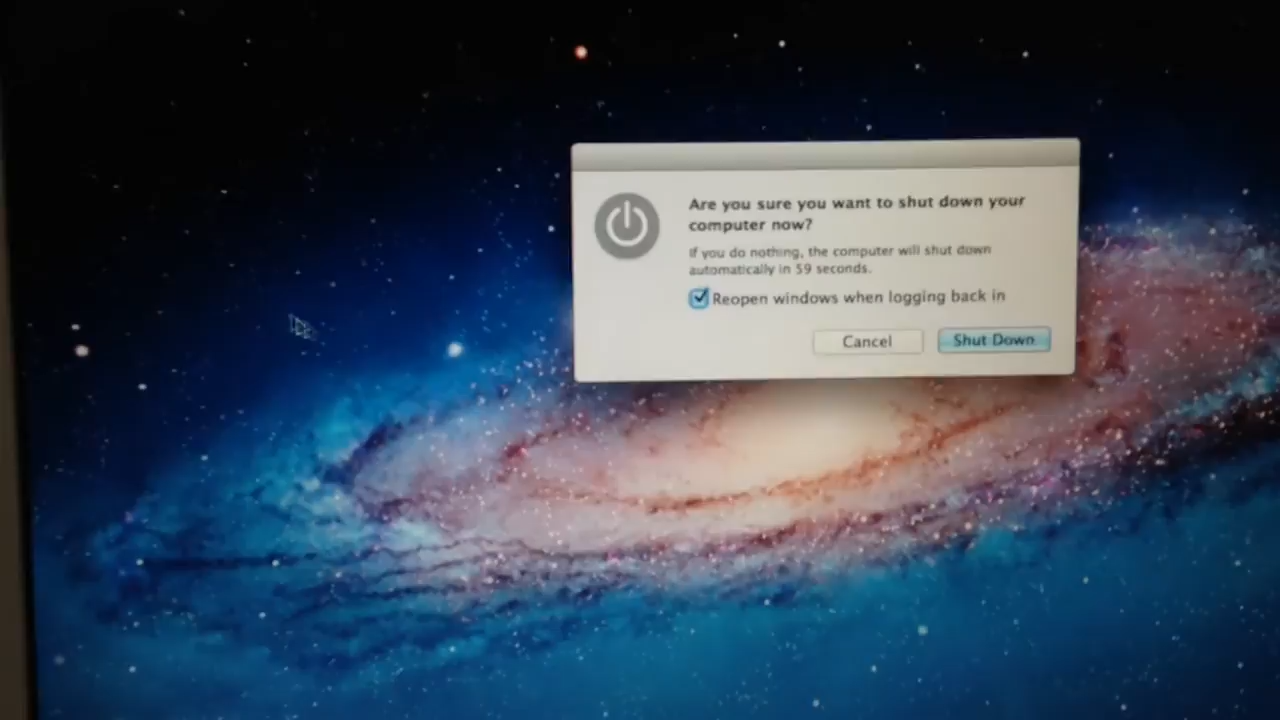 Are you sure you want to shut down your
computer now?
If you do nothing, the computer will shut down
automatically in 59 seconds.
Reopen windows when logging back in
Cancel
Shut Down